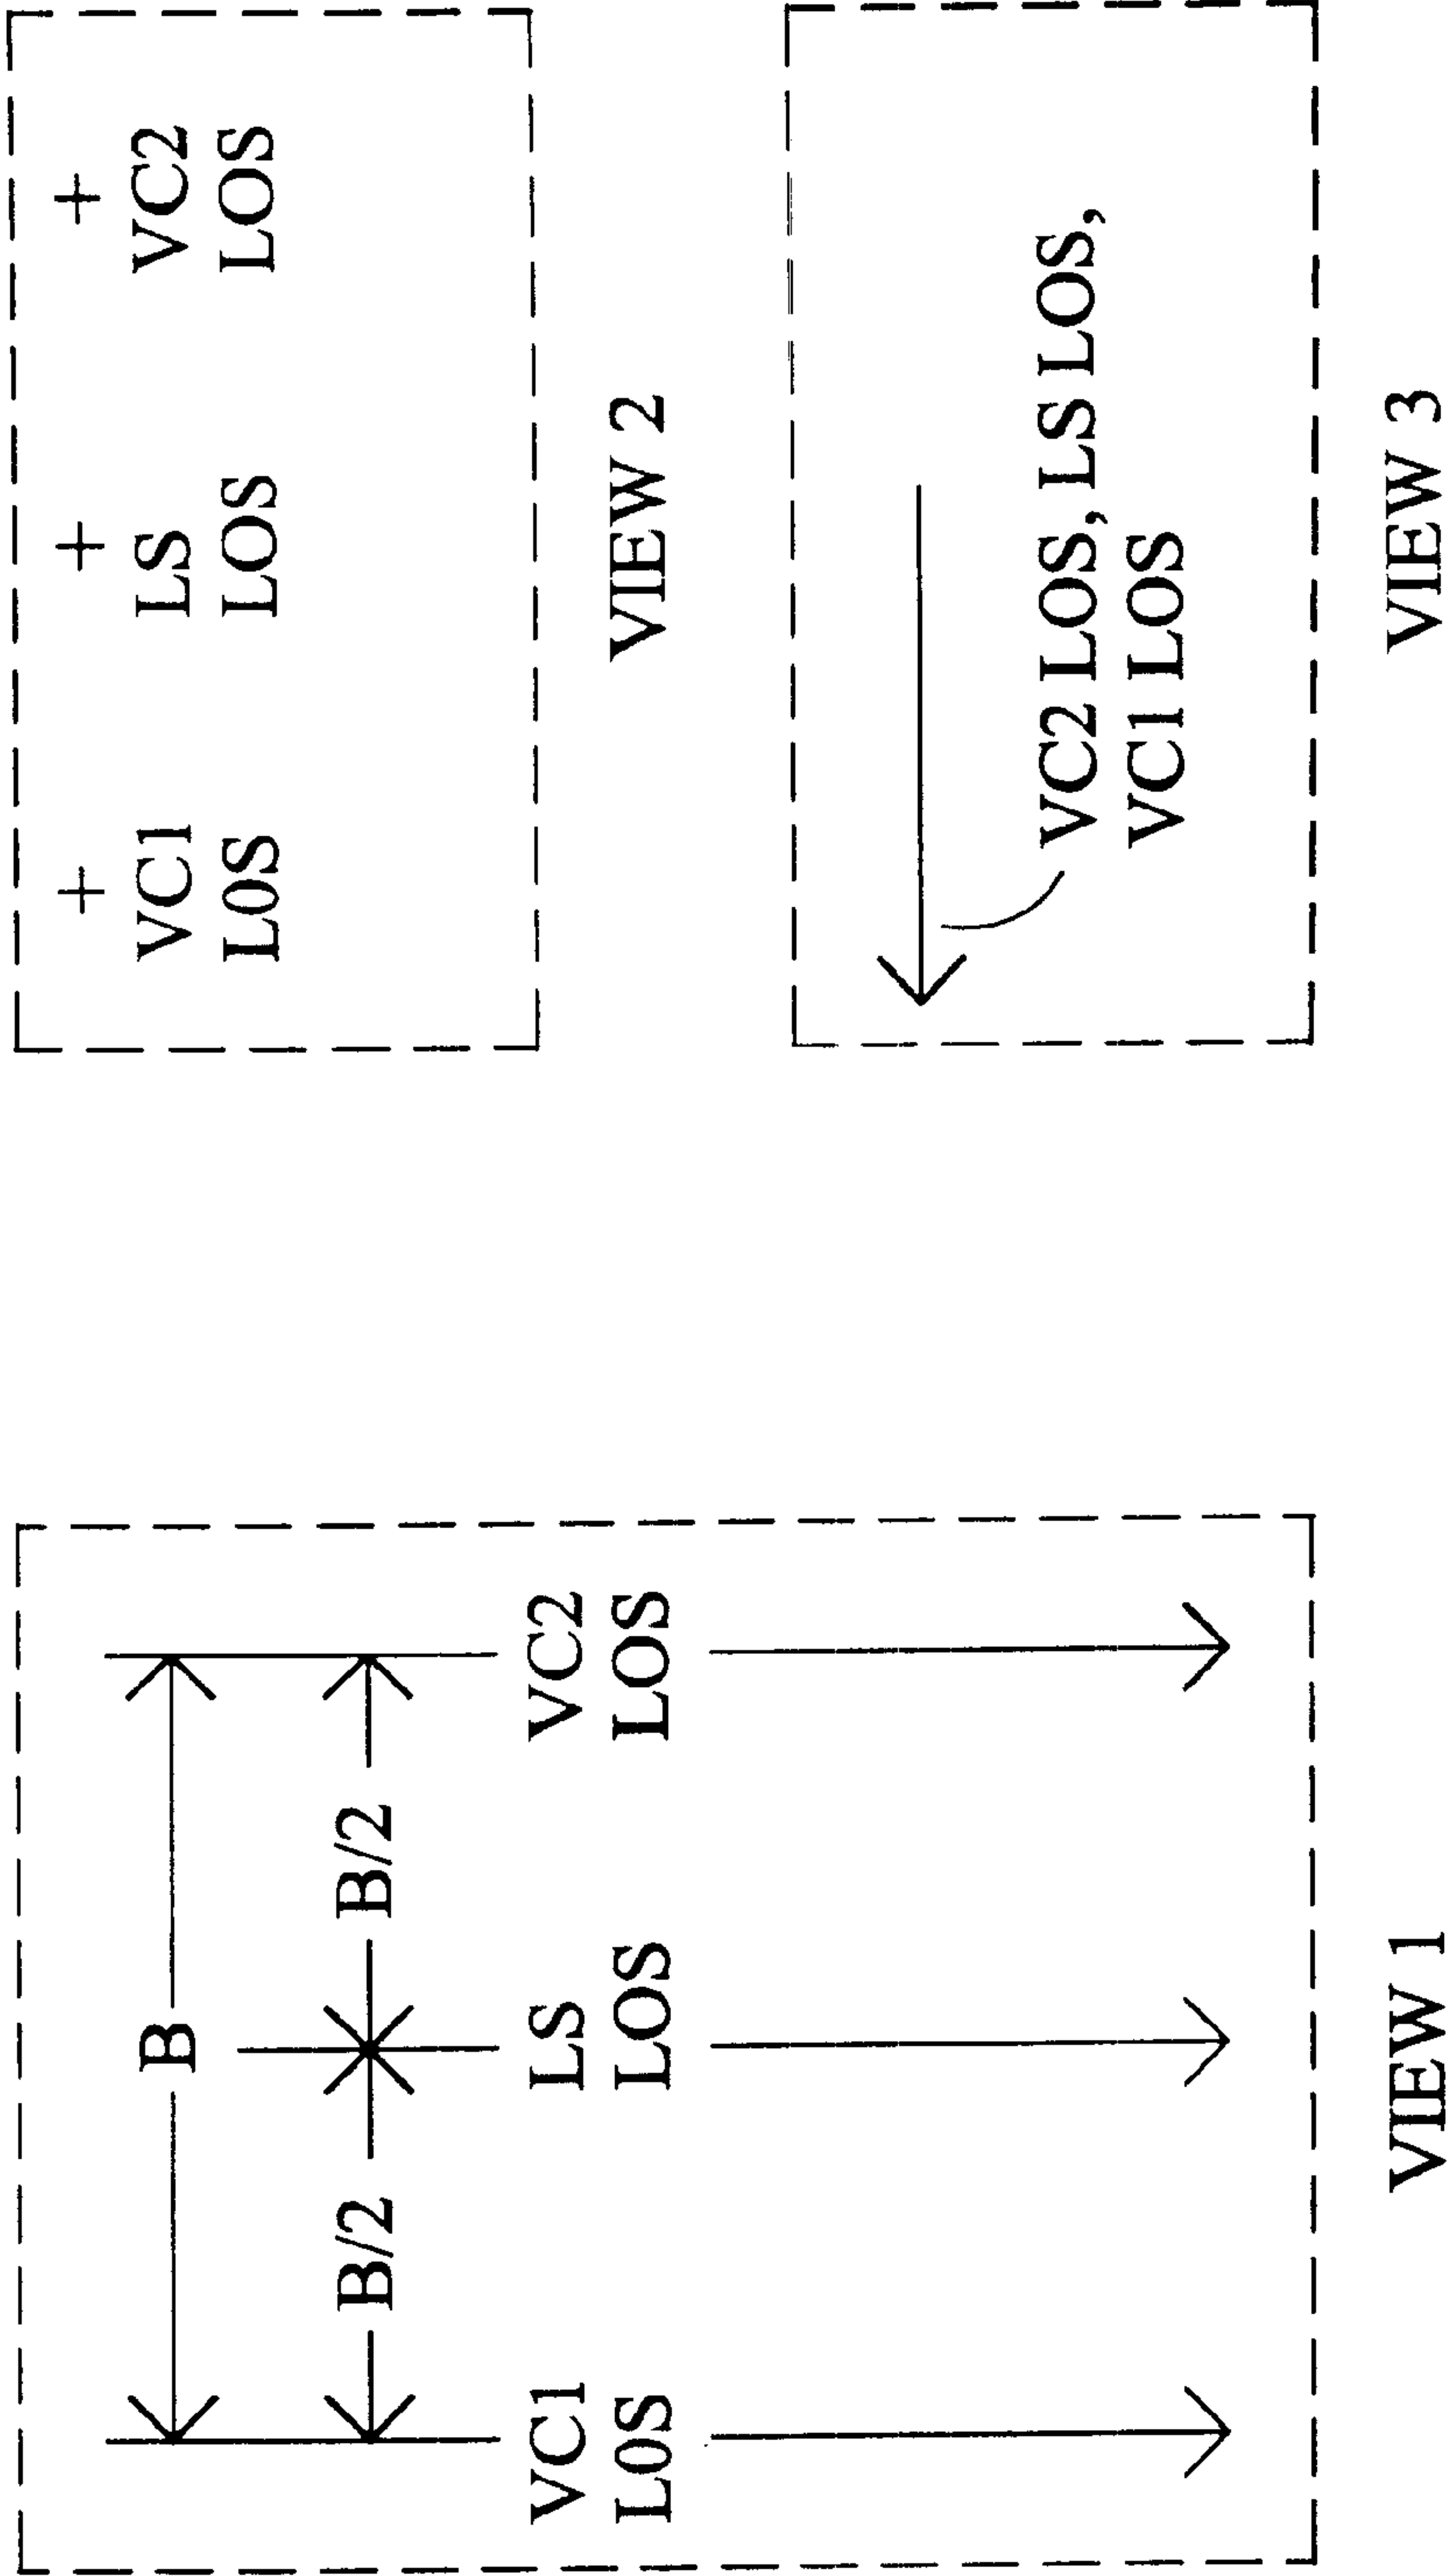 B
B/2 B/2
VC1 LS VC2
L0S LOS LOS
VIEW 1
VC1 LS VC2
L0S LOS LOS
VIEW 2
VC2 LOS, LS LOS,
VC1 LOS
VIEW 3